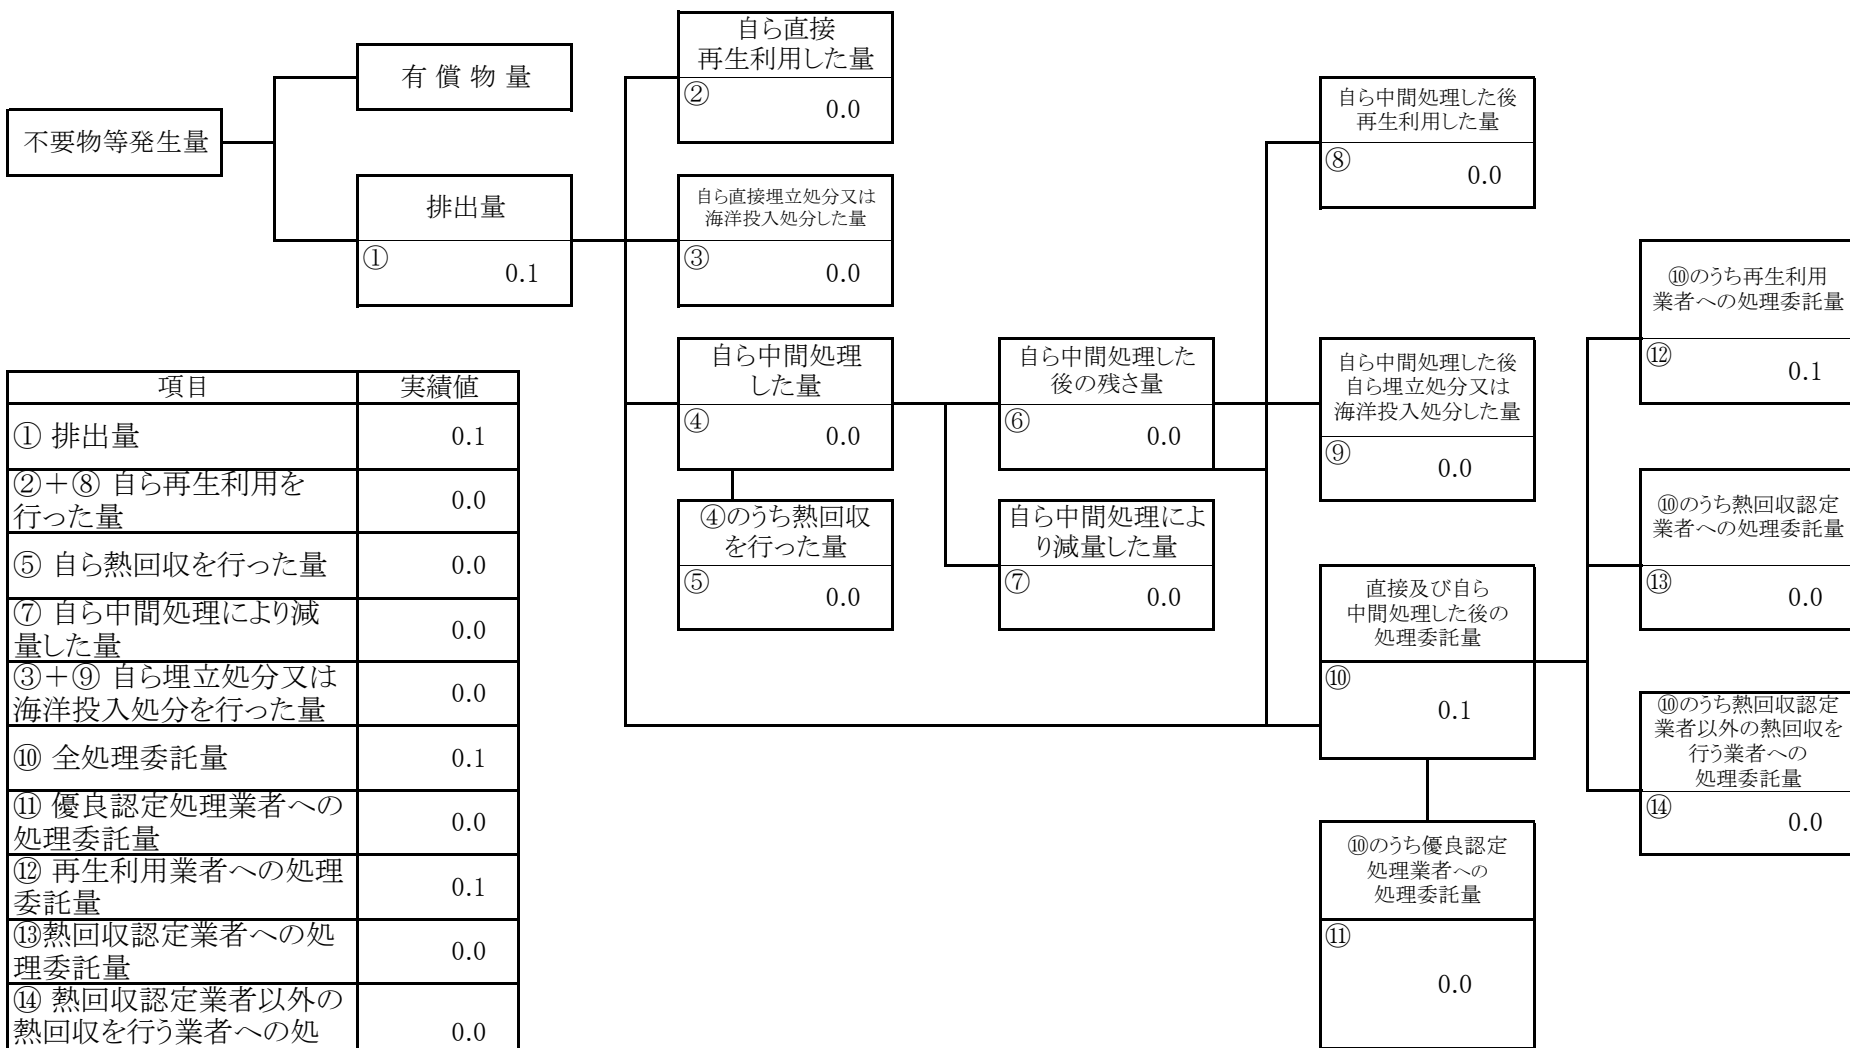 不要物等発生量
有償物量
排出量
①
0.1
自ら直接
再生利用した量
②
0.0
自ら直接埋立処分又は
海洋投入処分した量
③
0.0
自ら中間処理
した量
④
0.0
④のうち熱回収
を行った量
⑤
0.0
自ら中間処理した
後の残さ量
⑥
0.0
自ら中間処理によ
り減量した量
⑦
0.0
自ら中間処理した後
再生利用した量
⑧
0.0
自ら中間処理した後
自ら埋立処分又は
海洋投入処分した量
⑨
0.0
直接及び自ら
中間処理した後の
処理委託量
⑩
0.1
⑩のうち優良認定
処理業者への
処理委託量
⑪
0.0
⑩のうち再生利用
業者への処理委託量
⑫
0.1
⑩のうち熱回収認定
業者への処理委託量
⑬
0.0
⑩のうち熱回収認定
業者以外の熱回収を
行う業者への
処理委託量
⑭
0.0
項目 実績値
① 排出量 0.1
②＋⑧ 自ら再生利用を
行った量 0.0
⑤ 自ら熱回収を行った量 0.0
⑦ 自ら中間処理により減
量した量 0.0
③＋⑨ 自ら埋立処分又は
海洋投入処分を行った量 0.0
⑩ 全処理委託量 0.1
⑪ 優良認定処理業者への
処理委託量 0.0
⑫ 再生利用業者への処理
委託量 0.1
⑬熱回収認定業者への処
理委託量 0.0
⑭ 熱回収認定業者以外の
熱回収を行う業者への処 0.0